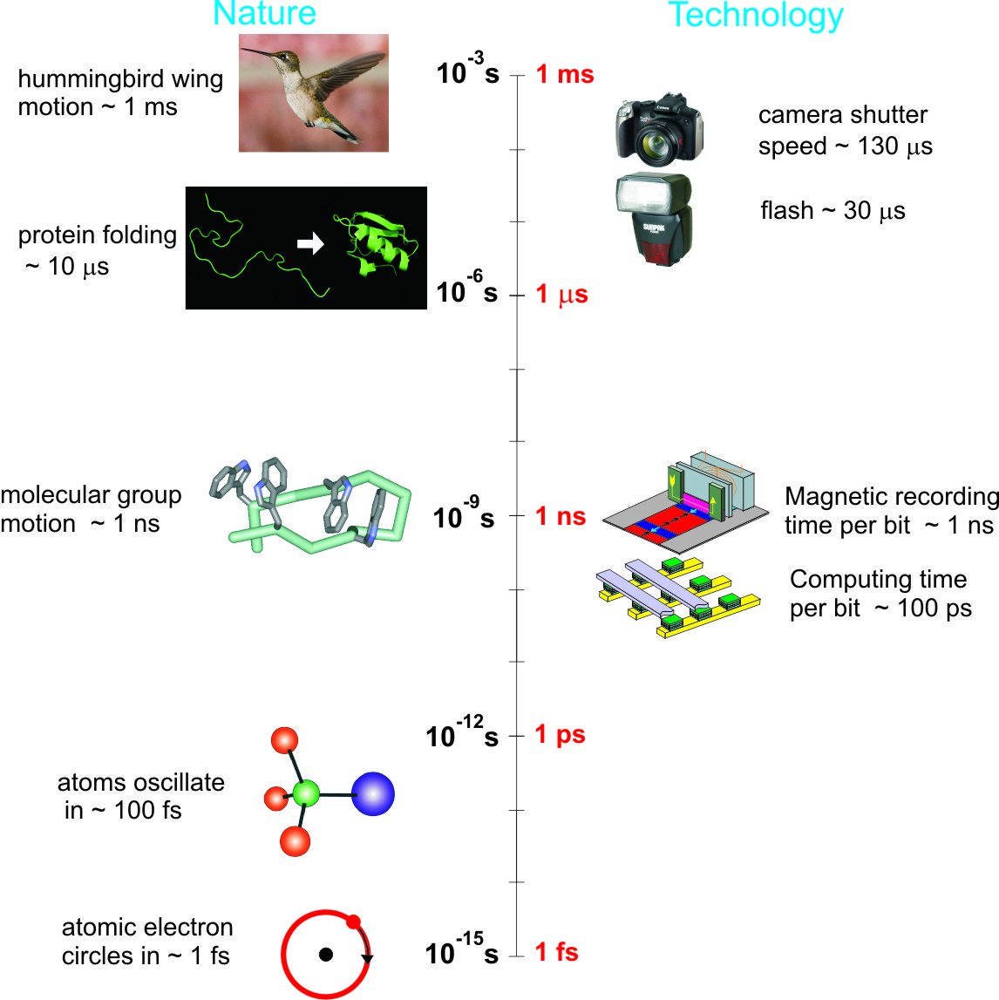 Nature
Technology
hummingbird wing
motion ~ 1 ms
10⁻³s
1 ms
camera shutter
speed ~ 130 μs
Canon
flash ~ 30 μs
SUNPAK
protein folding
~ 10 μs
10⁻⁶s
1 μs
molecular group
motion ~ 1 ns
10⁻⁹s
1 ns
Magnetic recording
time per bit ~ 1 ns
Computing time
per bit ~ 100 ps
10⁻¹²s
1 ps
atoms oscillate
in ~ 100 fs
atomic electron
circles in ~ 1 fs
10⁻¹⁵s
1 fs